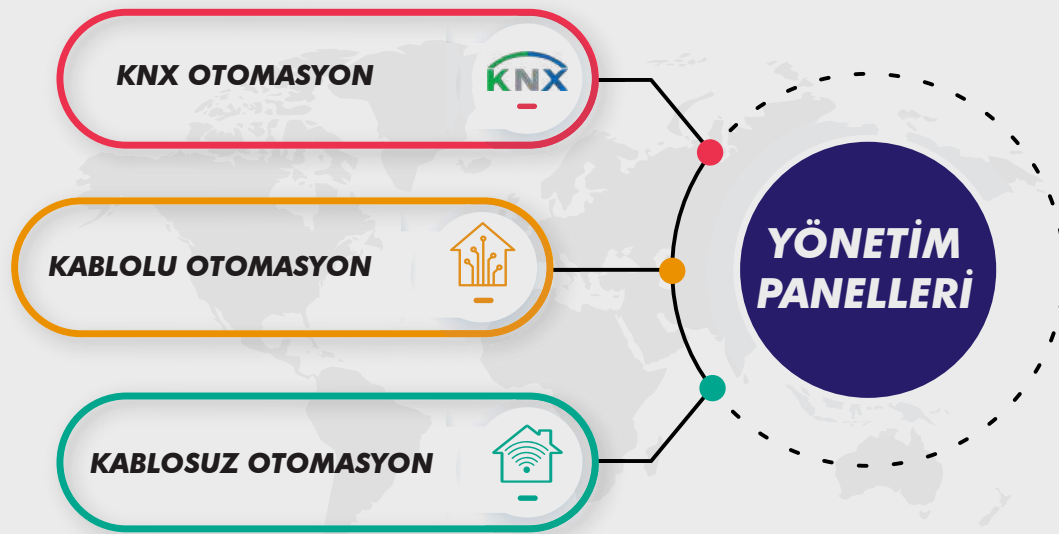 KNX OTOMASYON
KNX
KABLOLU OTOMASYON
KABLOSUZ OTOMASYON
YÖNETİM
PANELLERİ